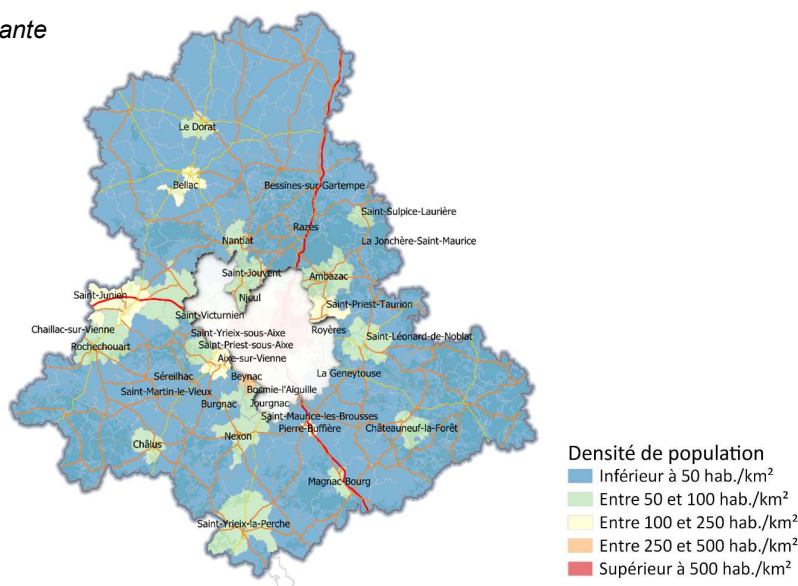 ante
Le Dorat
Bellac
Bessines-sur-Gartempe
Saint-Sulpice-Laurière
Razès
Nantiat
La Jonchère-Saint-Maurice
Saint-Jouvent
Ambazac
Saint-Junien
Nieul
Saint-Priest-Taurion
Saint-Victurnien
Chaillac-sur-Vienne
Royères
Saint-Yrieix-sous-Aixe
Saint-Léonard-de-Noblat
Rochechouart
Saint-Priest-sous-Aixe
Aixe-sur-Vienne
La Geneytouse
Séreilhac
Beynac
Saint-Martin-le-Vieux
Bosmie-l'Aiguille
Burgnac
Jourgnac
Saint-Maurice-les-Brousses
Pierre-Buffière
Châteauneuf-la-Forêt
Nexon
Châlus
Magnac-Bourg
Saint-Yrieix-la-Perche
Densité de population
Inférieur à 50 hab./km²
Entre 50 et 100 hab./km²
Entre 100 et 250 hab./km²
Entre 250 et 500 hab./km²
Supérieur à 500 hab./km²